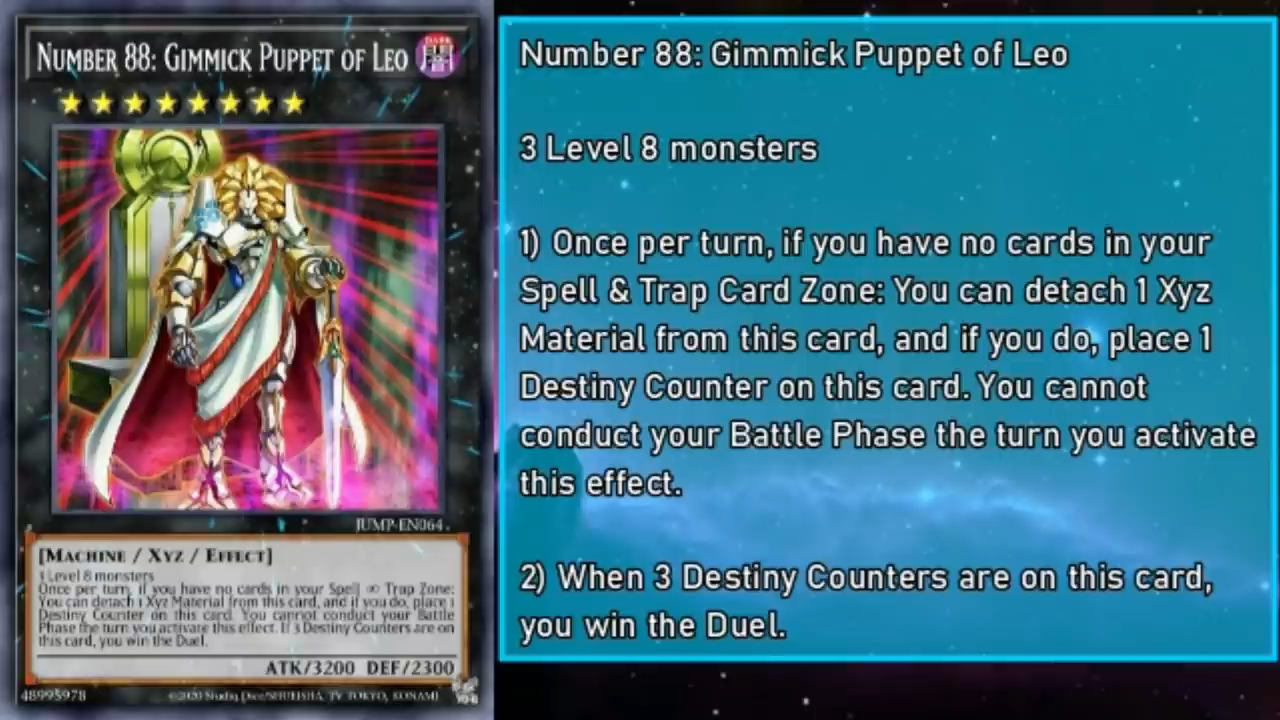 NUMBER 88: GIMMICK PUPPET OF LEO
JUMP-EN064
[MACHINE / XYZ / EFFECT]
Level 8 monsters
Once per turn, if you have no cards in your Spell & Trap Zone:
You can detach 1 Xyz Material from this card, and if you do, place 1
Destiny Counter on this card. You cannot conduct your Battle
Phase the turn you activate this effect. If 3 Destiny Counters are on
this card, you win the Duel.
ATK/3200 DEF/2300
48995978
©2020 Studio Dice/SHUEISHA, TV TOKYO, KONAMI
Number 88: Gimmick Puppet of Leo
3 Level 8 monsters
1) Once per turn, if you have no cards in your
Spell & Trap Card Zone: You can detach 1 Xyz
Material from this card, and if you do, place 1
Destiny Counter on this card. You cannot
conduct your Battle Phase the turn you activate
this effect.
2) When 3 Destiny Counters are on this card,
you win the Duel.